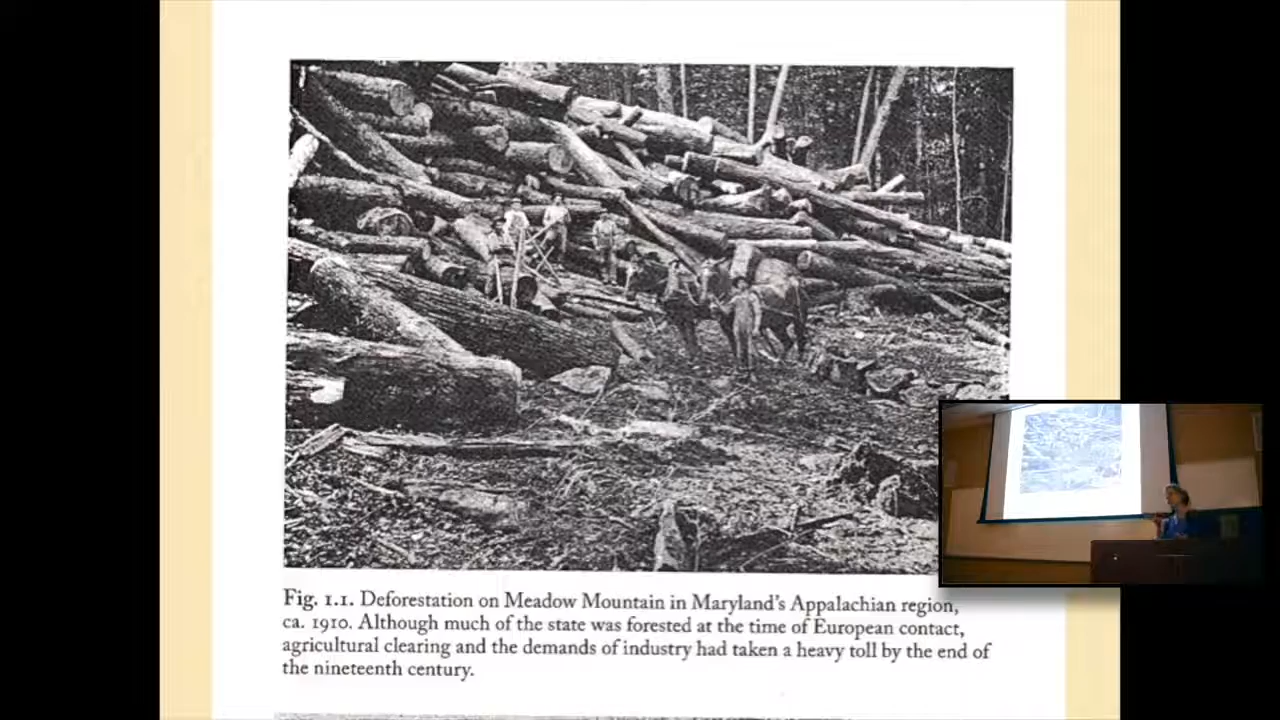 Fig. 1.1. Deforestation on Meadow Mountain in Maryland's Appalachian region,
ca. 1910. Although much of the state was forested at the time of European contact,
agricultural clearing and the demands of industry had taken a heavy toll by the end of
the nineteenth century.